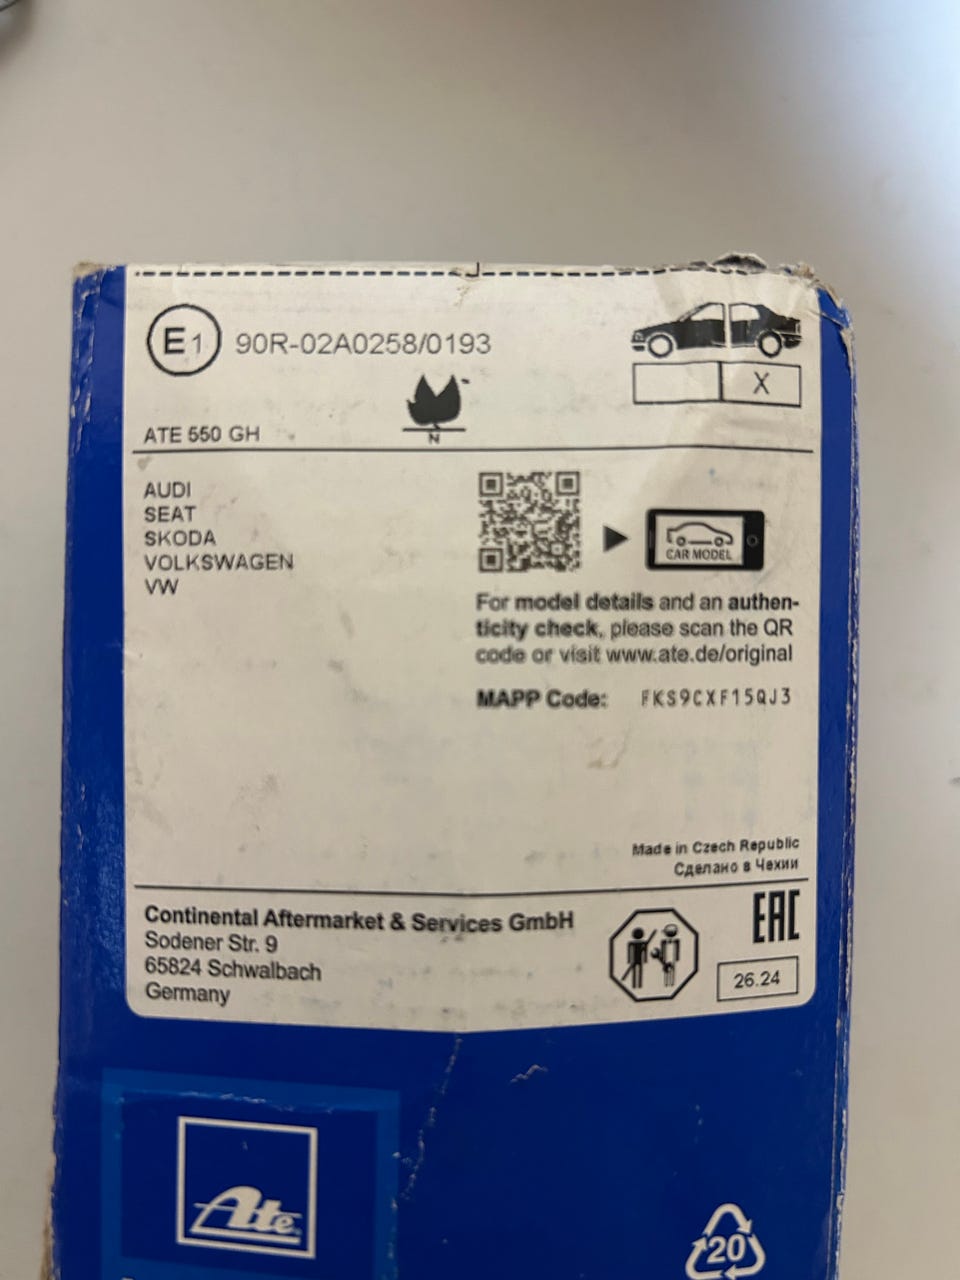 E1 90R-02A0258/0193
X
N
ATE 550 GH
AUDI
SEAT
SKODA
VOLKSWAGEN
VW
CAR MODEL
For model details and an authen-
ticity check, please scan the QR
code or visit www.ate.de/original
MAPP Code: FKS9CXF15QJ3
Made in Czech Republic
Сделано в Чехии
Continental Aftermarket & Services GmbH
Sodener Str. 9
65824 Schwalbach
Germany
EAC
26.24
Ate
20